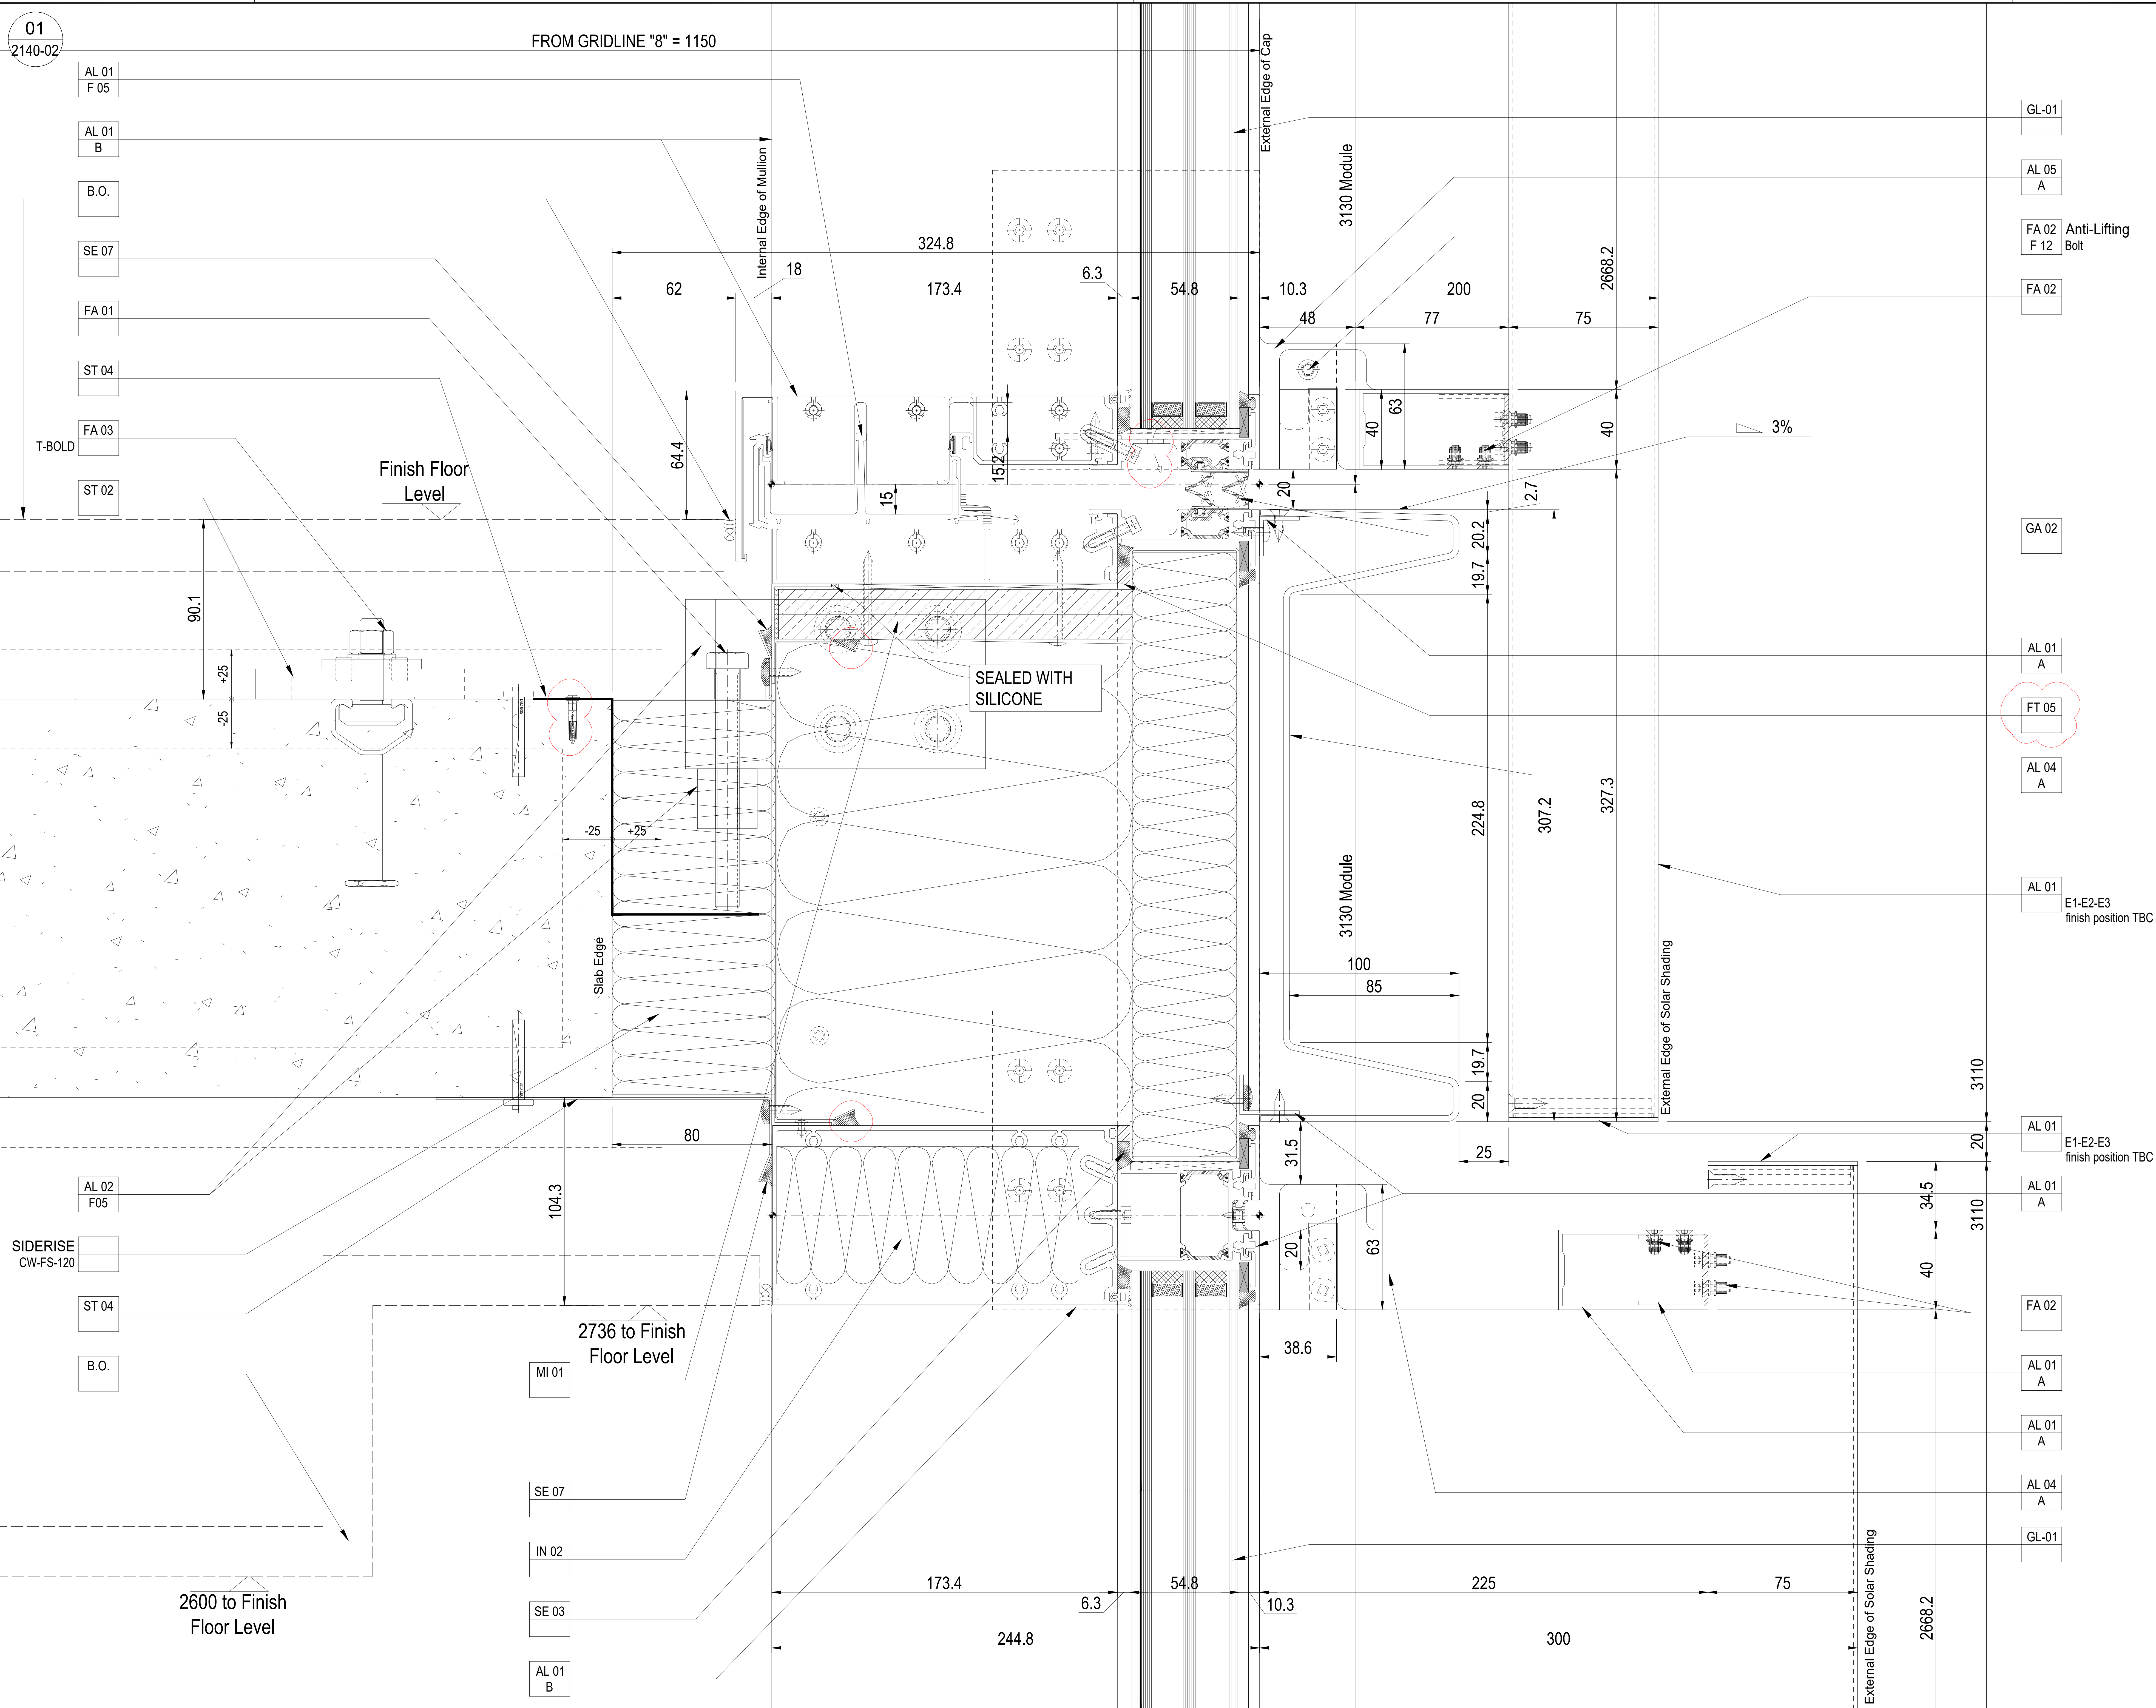 01
2140-02
FROM GRIDLINE "8" = 1150
AL 01
F 05
AL 01
B
B.O.
SE 07
FA 01
ST 04
FA 03
T-BOLD
ST 02
Finish Floor
Level
Internal Edge of Mullion
External Edge of Cap
3130 Module
324.8
62
18
173.4
6.3
54.8
10.3
200
48
77
75
2668.2
64.4
15.2
15
20
40
63
40
3%
2.7
20.2
19.7
90.1
+25
-25
-25
+25
SEALED WITH
SILICONE
224.8
307.2
327.3
3130 Module
Slab Edge
100
85
External Edge of Solar Shading
19.7
20
3110
20
3110
80
104.3
31.5
25
34.5
20
63
40
38.6
GL-01
AL 05
A
FA 02
F 12
Anti-Lifting
Bolt
FA 02
GA 02
AL 01
A
FT 05
AL 04
A
AL 01
E1-E2-E3
finish position TBC
AL 01
E1-E2-E3
finish position TBC
AL 01
A
FA 02
AL 01
A
AL 01
A
AL 04
A
GL-01
AL 02
F05
SIDERISE
CW-FS-120
ST 04
B.O.
2736 to Finish
Floor Level
2600 to Finish
Floor Level
MI 01
SE 07
IN 02
SE 03
AL 01
B
173.4
6.3
54.8
10.3
225
75
244.8
300
External Edge of Solar Shading
2668.2